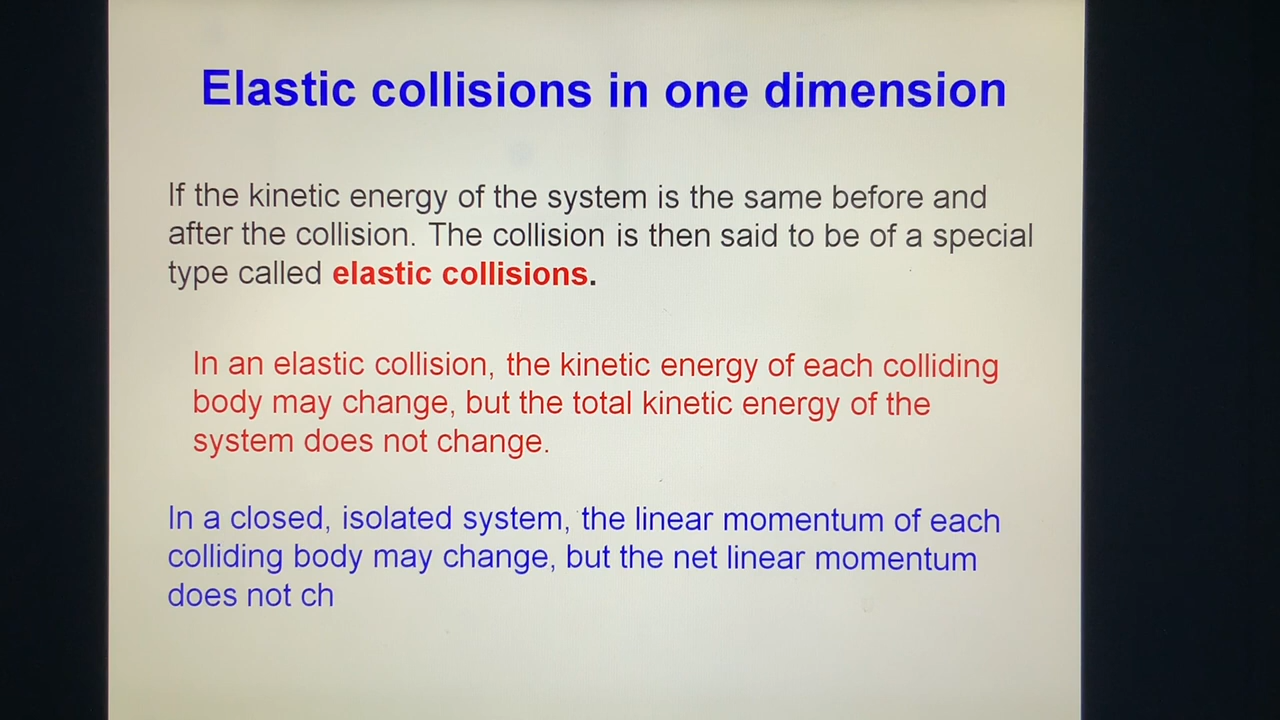 Elastic collisions in one dimension
If the kinetic energy of the system is the same before and
after the collision. The collision is then said to be of a special
type called elastic collisions.
In an elastic collision, the kinetic energy of each colliding
body may change, but the total kinetic energy of the
system does not change.
In a closed, isolated system, the linear momentum of each
colliding body may change, but the net linear momentum
does not ch